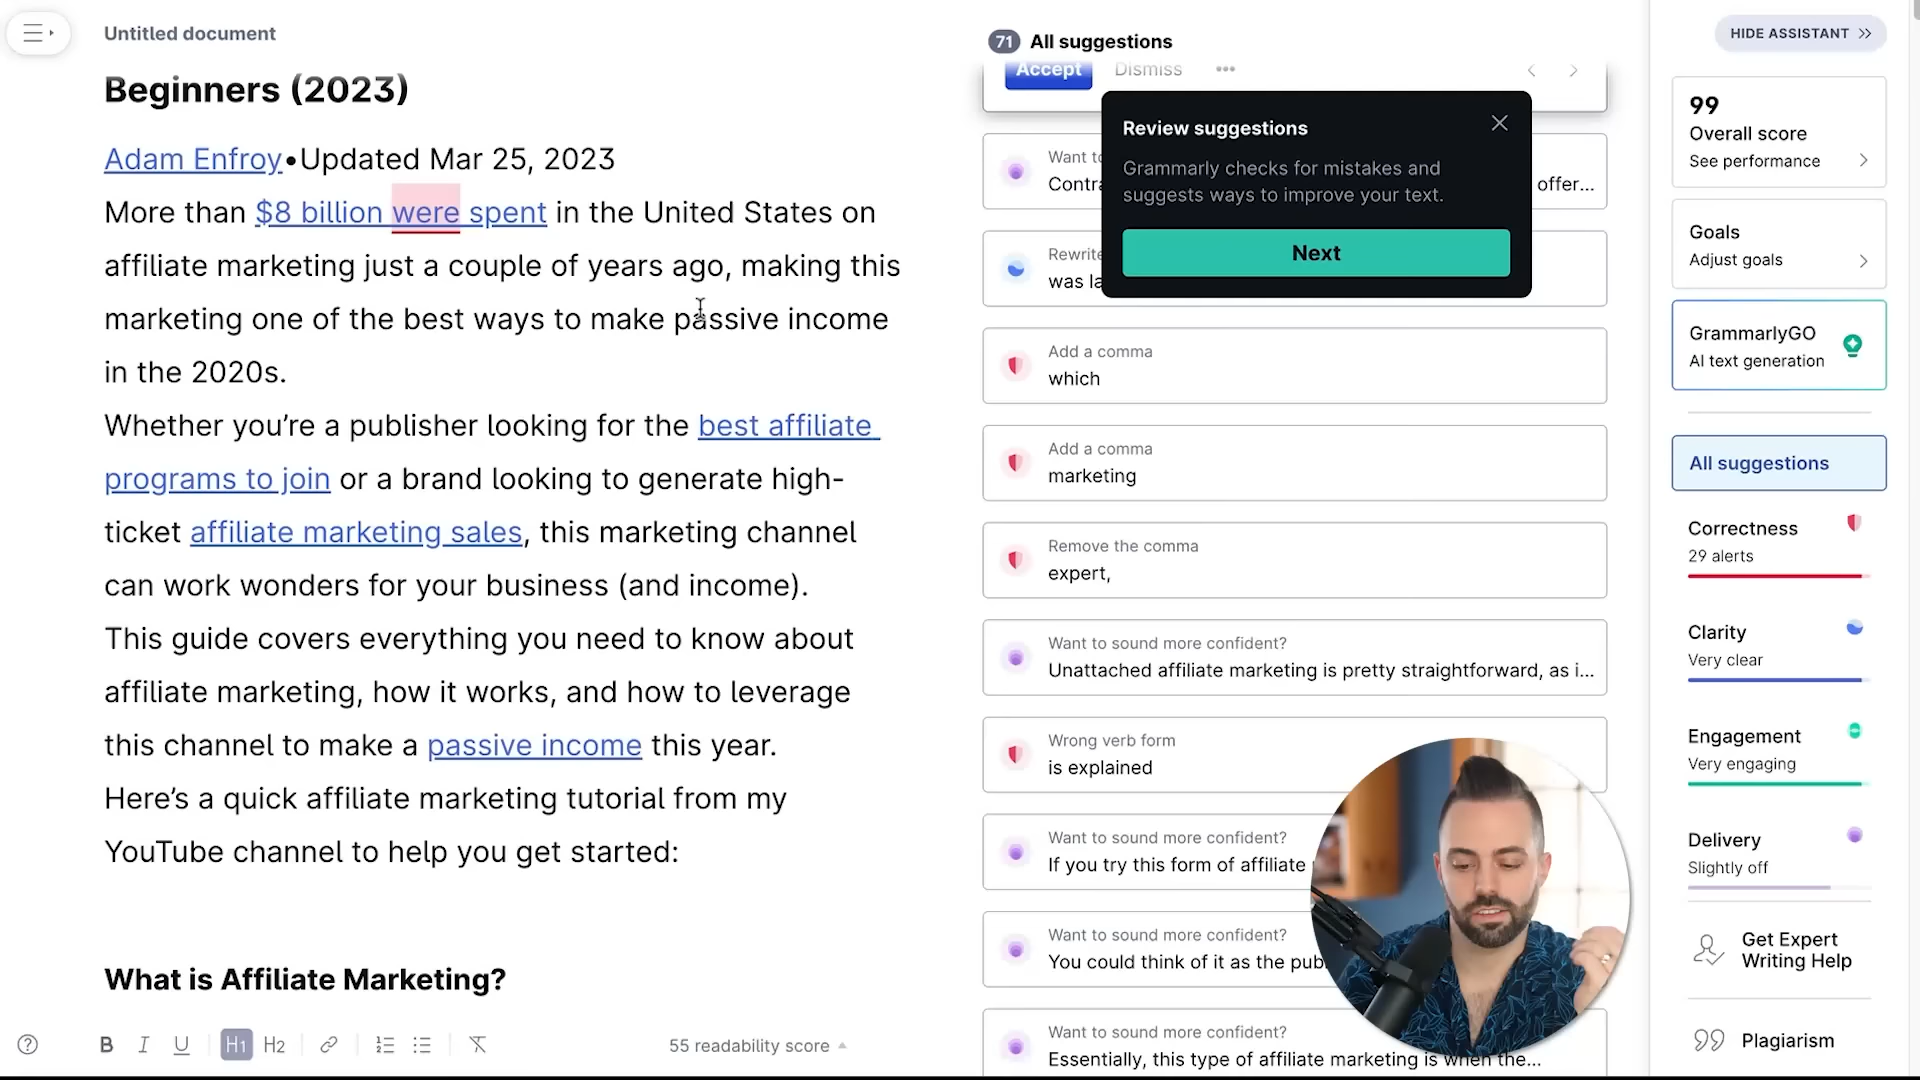 Untitled document
Beginners (2023)
Adam Enfroy•Updated Mar 25, 2023
More than $8 billion were spent in the United States on
affiliate marketing just a couple of years ago, making this
marketing one of the best ways to make passive income
in the 2020s.
Whether you’re a publisher looking for the best affiliate
programs to join or a brand looking to generate high-
ticket affiliate marketing sales, this marketing channel
can work wonders for your business (and income).
This guide covers everything you need to know about
affiliate marketing, how it works, and how to leverage
this channel to make a passive income this year.
Here’s a quick affiliate marketing tutorial from my
YouTube channel to help you get started:
What is Affiliate Marketing?
B I U H1 H2
55 readability score
71 All suggestions
Accept Dismiss
Review suggestions
Grammarly checks for mistakes and
suggests ways to improve your text.
Next
Want
offer...
Rewrite
was
Add a comma
which
Add a comma
marketing
Remove the comma
expert,
Want to sound more confident?
Unattached affiliate marketing is pretty straightforward, as i...
Wrong verb form
is explained
Want to sound more confident?
If you try this form of affiliate
Want to sound more confident?
You could think of it as the
Want to sound more confident?
Essentially, this type of affiliate marketing is when the...
HIDE ASSISTANT
99
Overall score
See performance
Goals
Adjust goals
GrammarlyGO
AI text generation
All suggestions
Correctness
29 alerts
Clarity
Very clear
Engagement
Very engaging
Delivery
Slightly off
Get Expert
Writing Help
Plagiarism